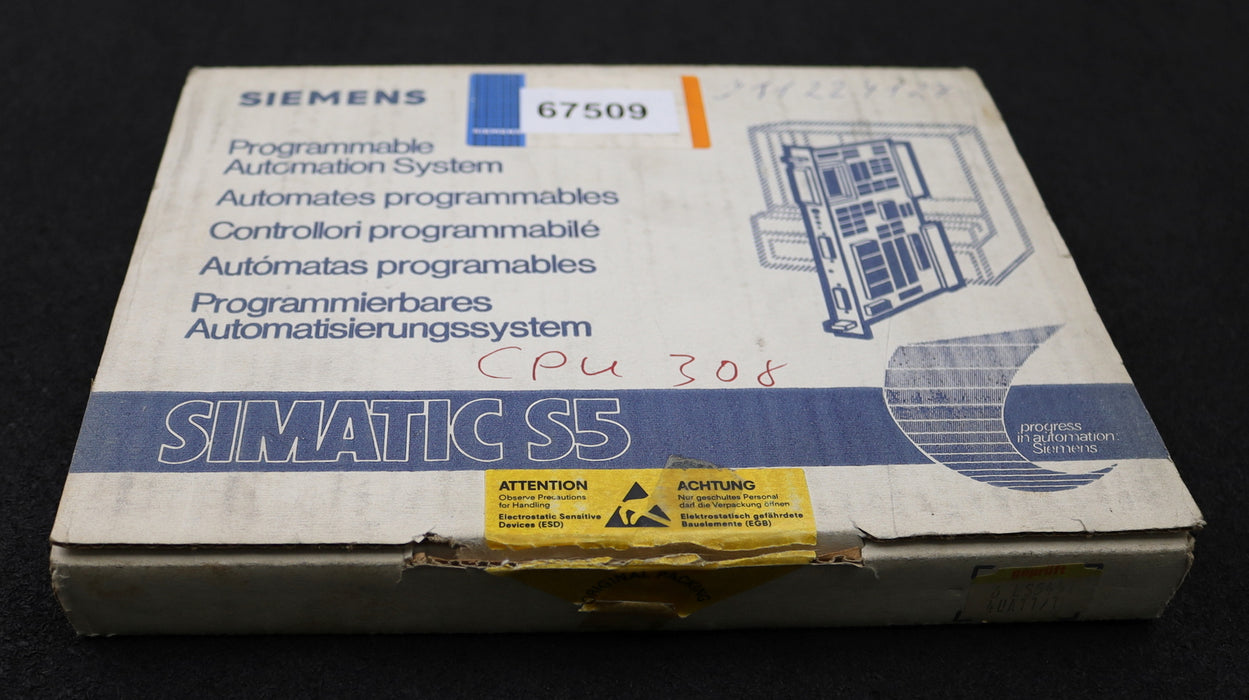 SIEMENS
67509
Programmable
Automation System
Automates programmables
Controllori programmabilé
Autómatas programables
Programmierbares
Automatisierungssystem
CPU 308
SIMATIC S5
progress
in automation:
Siemens
ATTENTION
Observe Precautions
for Handling
Electrostatic Sensitive
Devices (ESD)
ACHTUNG
Nur geschultes Personal
darf die Verpackung öffnen
Elektrostatisch gefährdete
Bauelemente (EGB)
ORIGINAL PACKING